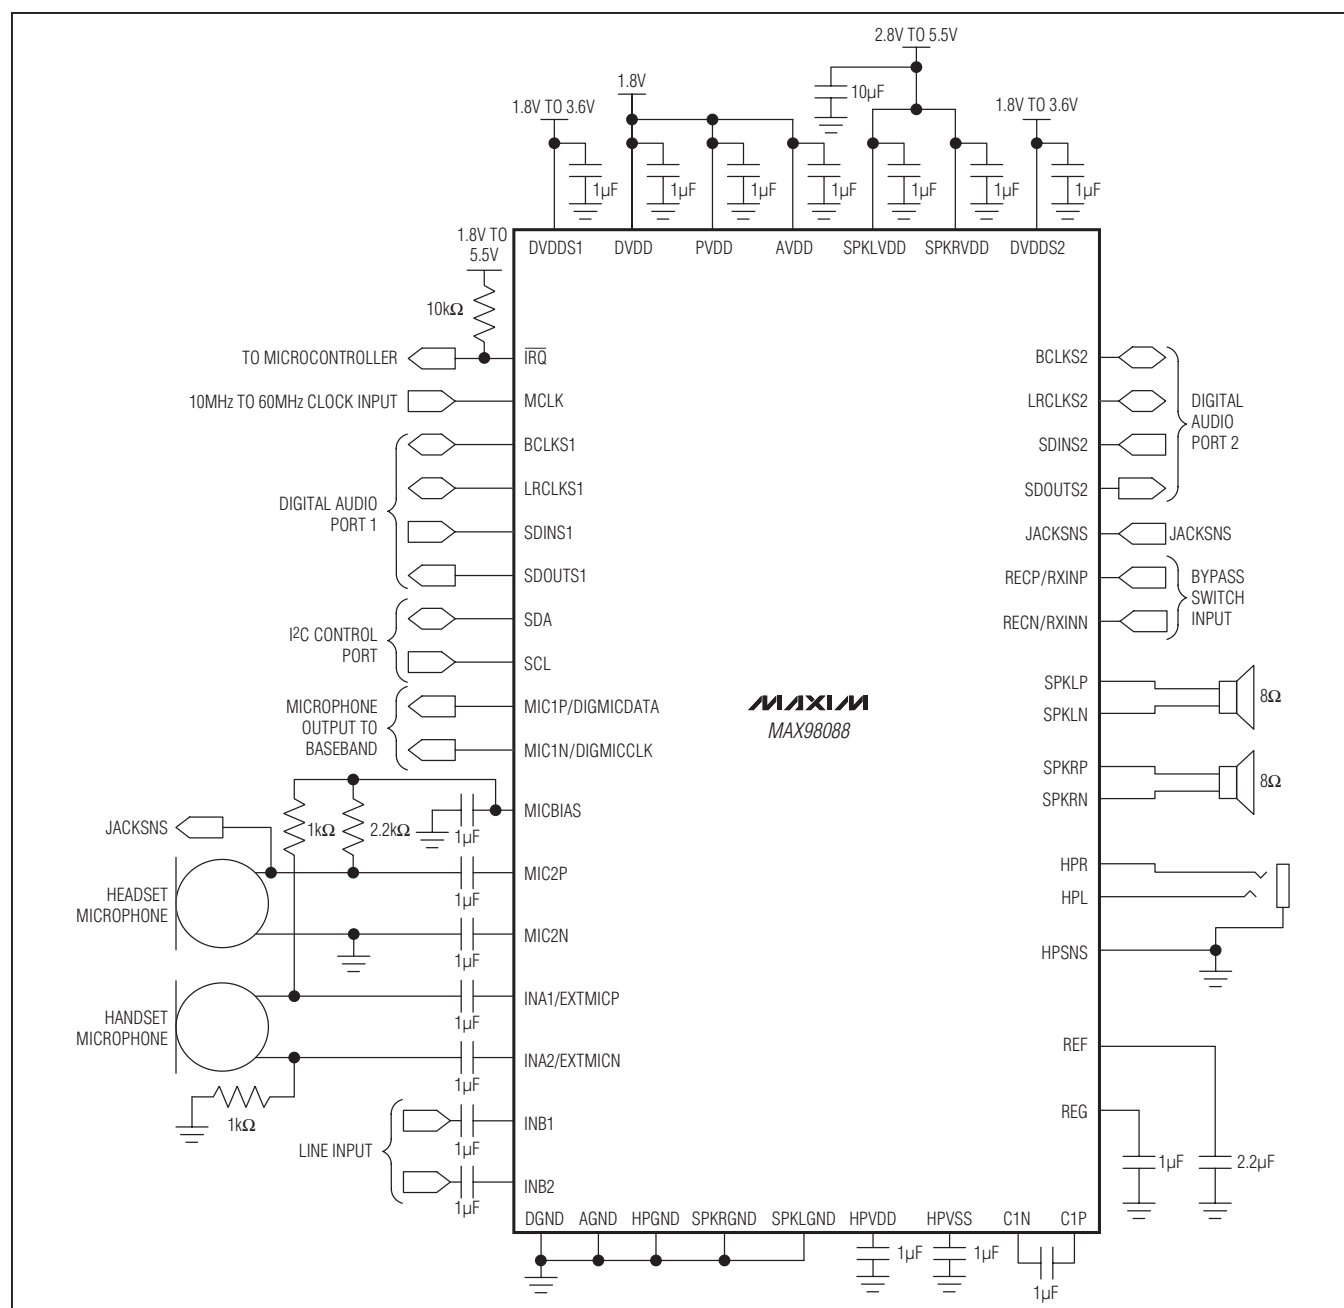 2.8V TO 5.5V
1.8V
10µF
1.8V TO 3.6V
1.8V TO 3.6V
1µF
1µF
1µF
1µF
1µF
1µF
1µF
1.8V TO
5.5V
DVDDS1
DVDD
PVDD
AVDD
SPKLVDD
SPKRVDD
DVDDS2
10kΩ
TO MICROCONTROLLER
IRQ
10MHz TO 60MHz CLOCK INPUT
MCLK
DIGITAL AUDIO
PORT 1
BCLKS1
LRCLKS1
SDINS1
SDOUTS1
I²C CONTROL
PORT
SDA
SCL
MICROPHONE
OUTPUT TO
BASEBAND
MIC1P/DIGMICDATA
MIC1N/DIGMICCLK
MICBIAS
1µF
1kΩ
2.2kΩ
JACKSNS
HEADSET
MICROPHONE
MIC2P
1µF
MIC2N
1µF
HANDSET
MICROPHONE
INA1/EXTMICP
1µF
INA2/EXTMICN
1µF
1kΩ
LINE INPUT
INB1
1µF
INB2
1µF
MAXIM
MAX98088
BCLKS2
LRCLKS2
SDINS2
SDOUTS2
DIGITAL
AUDIO
PORT 2
JACKSNS
JACKSNS
RECP/RXINP
RECN/RXINN
BYPASS
SWITCH
INPUT
SPKLP
SPKLN
8Ω
SPKRP
SPKRN
8Ω
HPR
HPL
HPSNS
REF
REG
1µF
2.2µF
DGND
AGND
HPGND
SPKRGND
SPKLGND
HPVDD
HPVSS
C1N
C1P
1µF
1µF
1µF